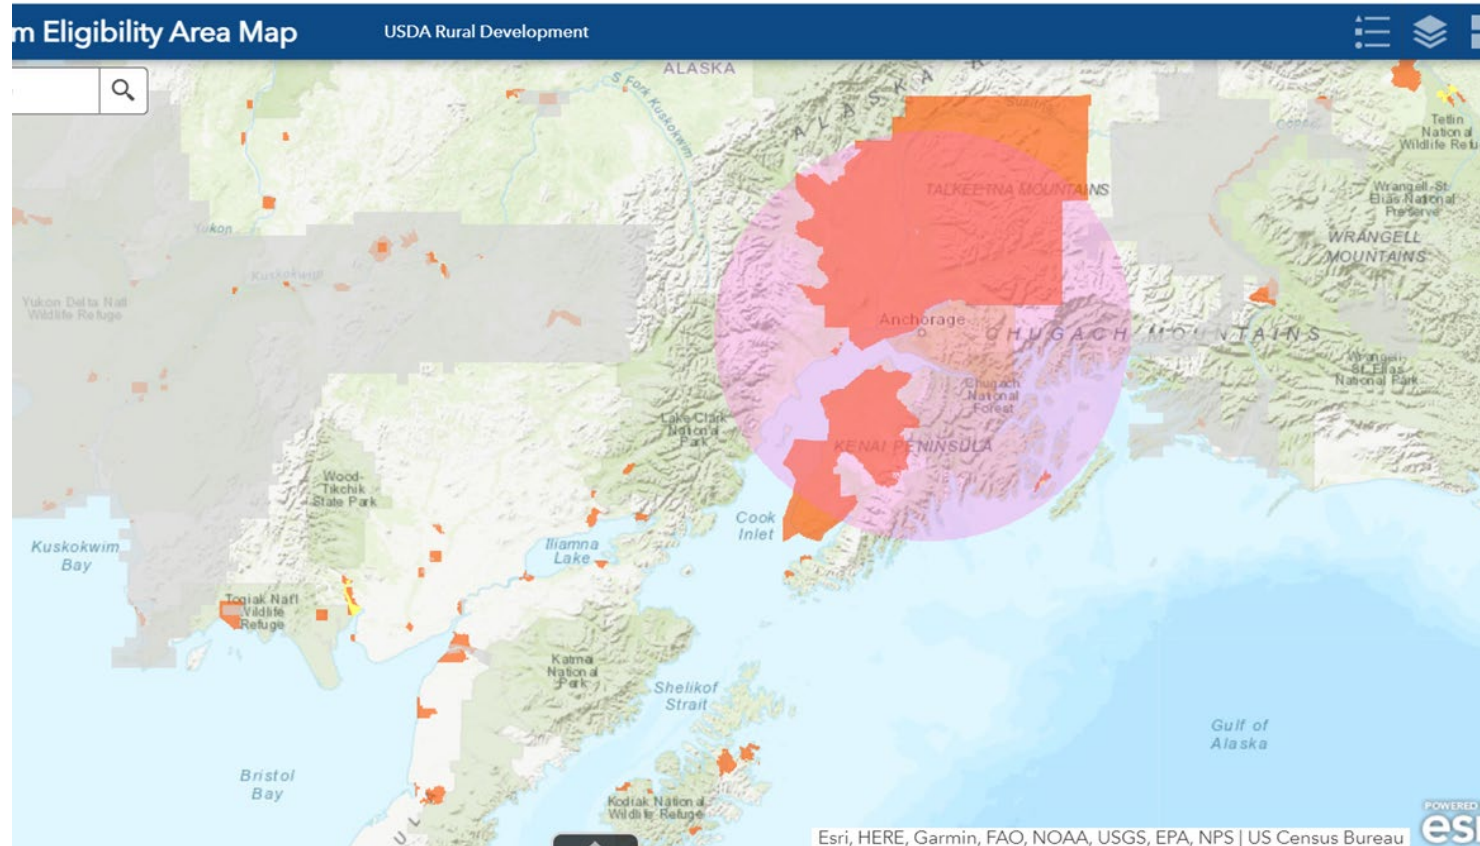 m Eligibility Area Map
USDA Rural Development
ALASKA
S Fork Kuskokwim
ALASKA
Susitna
Copper
Tetlin
National
Wildlife Refu
TALKEETNA MOUNTAINS
Wrangell-St.
Elias National
Preserve
WRANGELL
MOUNTAINS
Yukon
Kuskokwim
Yukon Delta Natl
Wildlife Refuge
Anchorage
CHUGACH MOUNTAINS
Wrangell-
St. Elias
National Park
Chugach
National
Forest
Lake Clark
National
Park
KENAI PENINSULA
Wood-
Tikchik
State Park
Cook
Inlet
Kuskokwim
Bay
Iliamna
Lake
Togiak Nat'l
Wildlife
Refuge
Katmai
National
Park
Shelikof
Strait
Gulf of
Alaska
Bristol
Bay
Kodiak National
Wildlife Refuge
U L
POWERED
esri
Esri, HERE, Garmin, FAO, NOAA, USGS, EPA, NPS | US Census Bureau